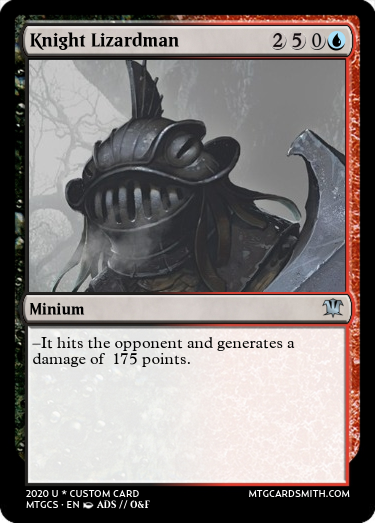 Knight Lizardman 2 5 0
Minium
–It hits the opponent and generates a
damage of 175 points.
2020 U * CUSTOM CARD MTGCARDSMITH.COM
MTGCS · EN ADS // O&F